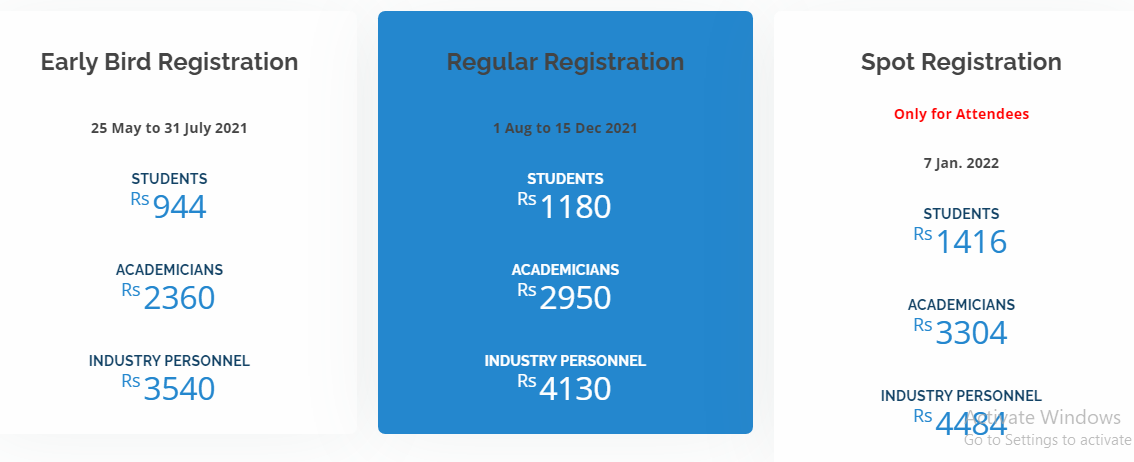 Early Bird Registration
25 May to 31 July 2021
STUDENTS
Rs 944
ACADEMICIANS
Rs 2360
INDUSTRY PERSONNEL
Rs 3540
Regular Registration
1 Aug to 15 Dec 2021
STUDENTS
Rs 1180
ACADEMICIANS
Rs 2950
INDUSTRY PERSONNEL
Rs 4130
Spot Registration
Only for Attendees
7 Jan. 2022
STUDENTS
Rs 1416
ACADEMICIANS
Rs 3304
INDUSTRY PERSONNEL
Rs 4484
Activate Windows
Go to Settings to activate